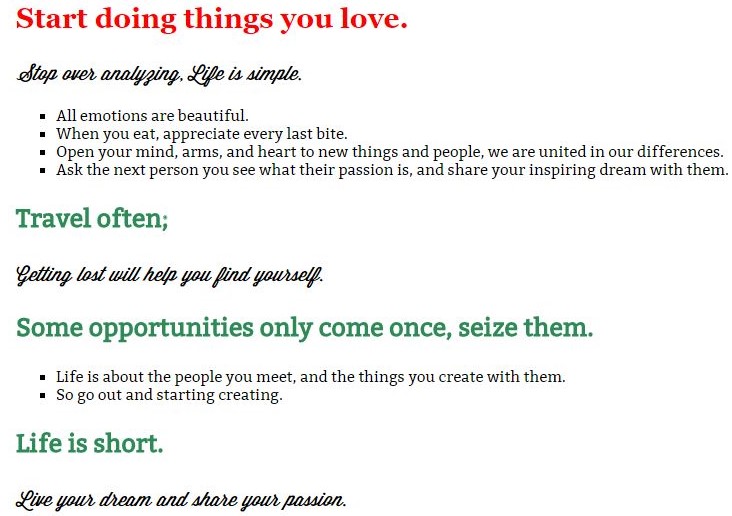 Start doing things you love.
Stop over analyzing, Life is simple.
All emotions are beautiful.
When you eat, appreciate every last bite.
Open your mind, arms, and heart to new things and people, we are united in our differences.
Ask the next person you see what their passion is, and share your inspiring dream with them.
Travel often;
Getting lost will help you find yourself.
Some opportunities only come once, seize them.
Life is about the people you meet, and the things you create with them.
So go out and starting creating.
Life is short.
Live your dream and share your passion.